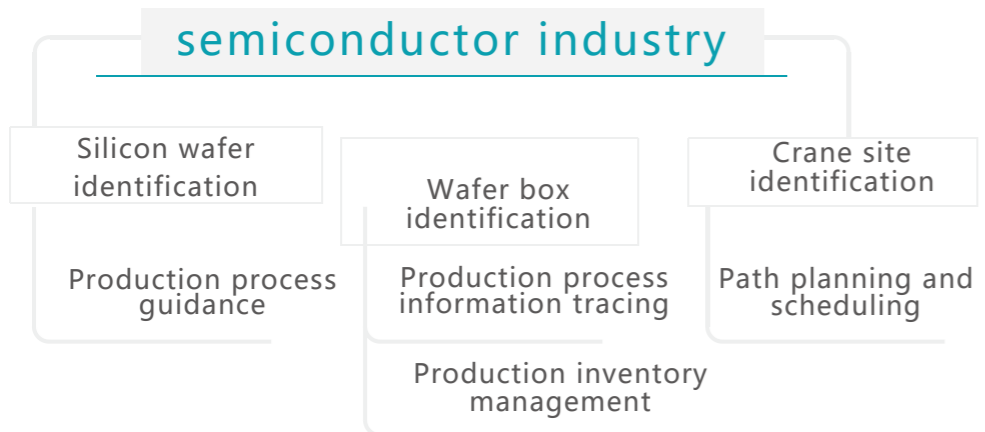 semiconductor industry
Silicon wafer
identification
Wafer box
identification
Crane site
identification
Production process
guidance
Production process
information tracing
Path planning and
scheduling
Production inventory
management